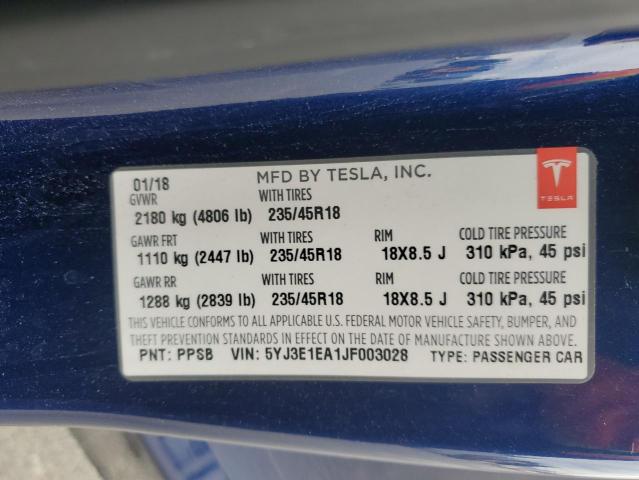 MFD BY TESLA, INC.
TESLA
01/18
GVWR WITH TIRES
2180 kg (4806 lb) 235/45R18
GAWR FRT WITH TIRES RIM COLD TIRE PRESSURE
1110 kg (2447 lb) 235/45R18 18X8.5 J 310 kPa, 45 psi
GAWR RR WITH TIRES RIM COLD TIRE PRESSURE
1288 kg (2839 lb) 235/45R18 18X8.5 J 310 kPa, 45 psi
THIS VEHICLE CONFORMS TO ALL APPLICABLE U.S. FEDERAL MOTOR VEHICLE SAFETY, BUMPER, AND
THEFT PREVENTION STANDARDS IN EFFECT ON THE DATE OF MANUFACTURE SHOWN ABOVE.
PNT: PPSB VIN: 5YJ3E1EA1JF003028 TYPE: PASSENGER CAR